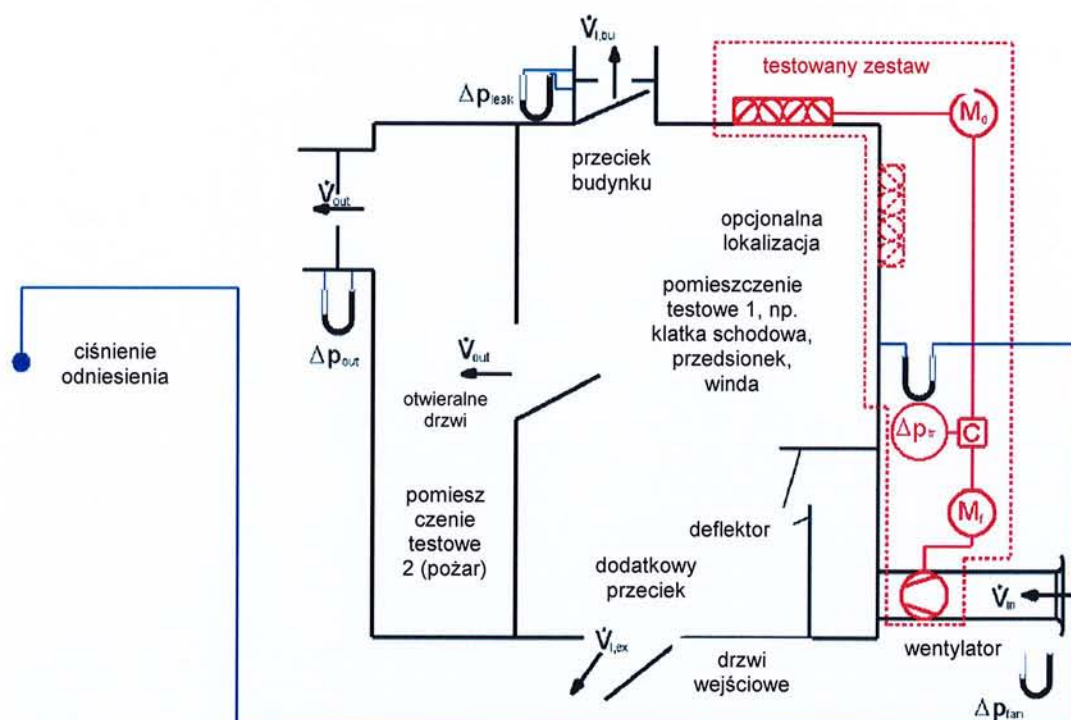 V̇l,bu
testowany zestaw
Δpleak
Md
przeciek
budynku
V̇out
opcjonalna
lokalizacja
pomieszczenie
testowe 1, np.
klatka schodowa,
przedsionek,
winda
ciśnienie
odniesienia
Δpout
V̇out
otwieralne
drzwi
Δptr
C
pomiesz
czenie
testowe
2 (pożar)
deflektor
Mf
dodatkowy
przeciek
V̇in
V̇l,ex
drzwi
wejściowe
wentylator
Δpfan